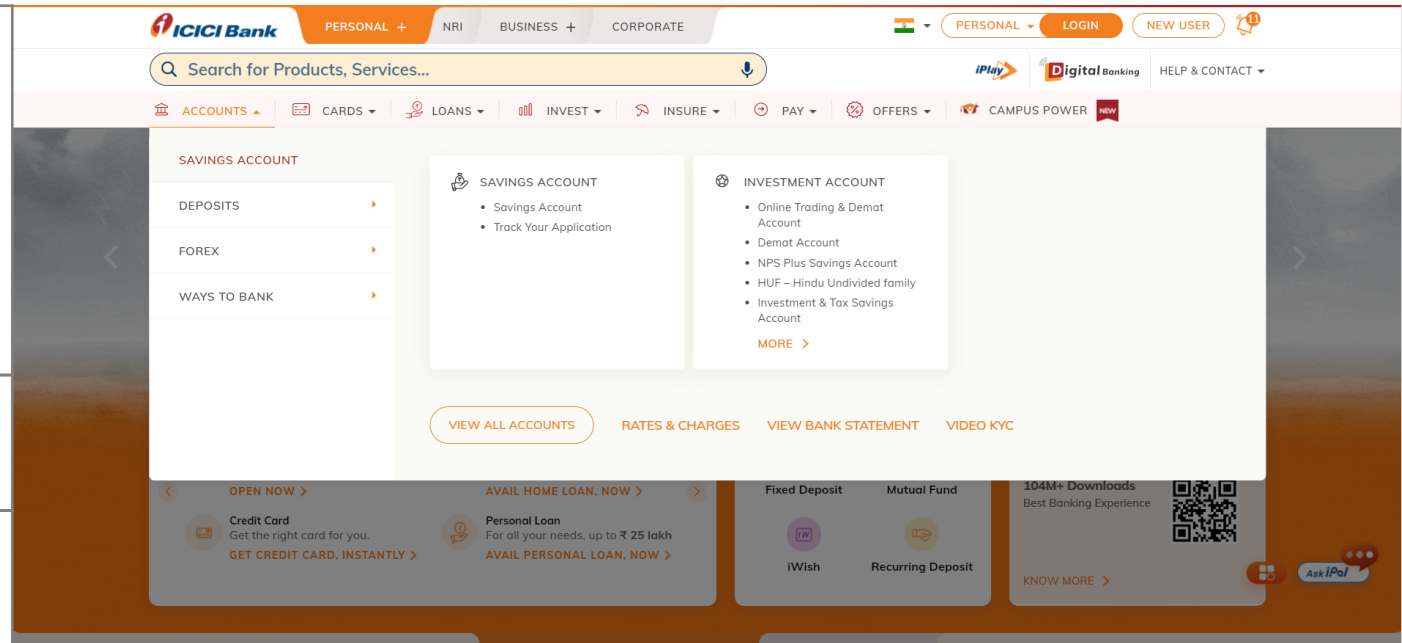 ICICI Bank
PERSONAL +
NRI
BUSINESS +
CORPORATE
PERSONAL
LOGIN
NEW USER
11
Search for Products, Services...
iPlay
Digital Banking
HELP & CONTACT
ACCOUNTS
CARDS
LOANS
INVEST
INSURE
PAY
OFFERS
CAMPUS POWER
NEW
SAVINGS ACCOUNT
DEPOSITS
FOREX
WAYS TO BANK
SAVINGS ACCOUNT
• Savings Account
• Track Your Application
INVESTMENT ACCOUNT
• Online Trading & Demat
Account
• Demat Account
• NPS Plus Savings Account
• HUF – Hindu Undivided family
• Investment & Tax Savings
Account
MORE >
VIEW ALL ACCOUNTS
RATES & CHARGES
VIEW BANK STATEMENT
VIDEO KYC
OPEN NOW >
AVAIL HOME LOAN, NOW >
Credit Card
Get the right card for you.
GET CREDIT CARD, INSTANTLY >
Personal Loan
For all your needs, up to ₹ 25 lakh
AVAIL PERSONAL LOAN, NOW >
Fixed Deposit
Mutual Fund
iW
iWish
Recurring Deposit
104M+ Downloads
Best Banking Experience
KNOW MORE >
Ask iPal